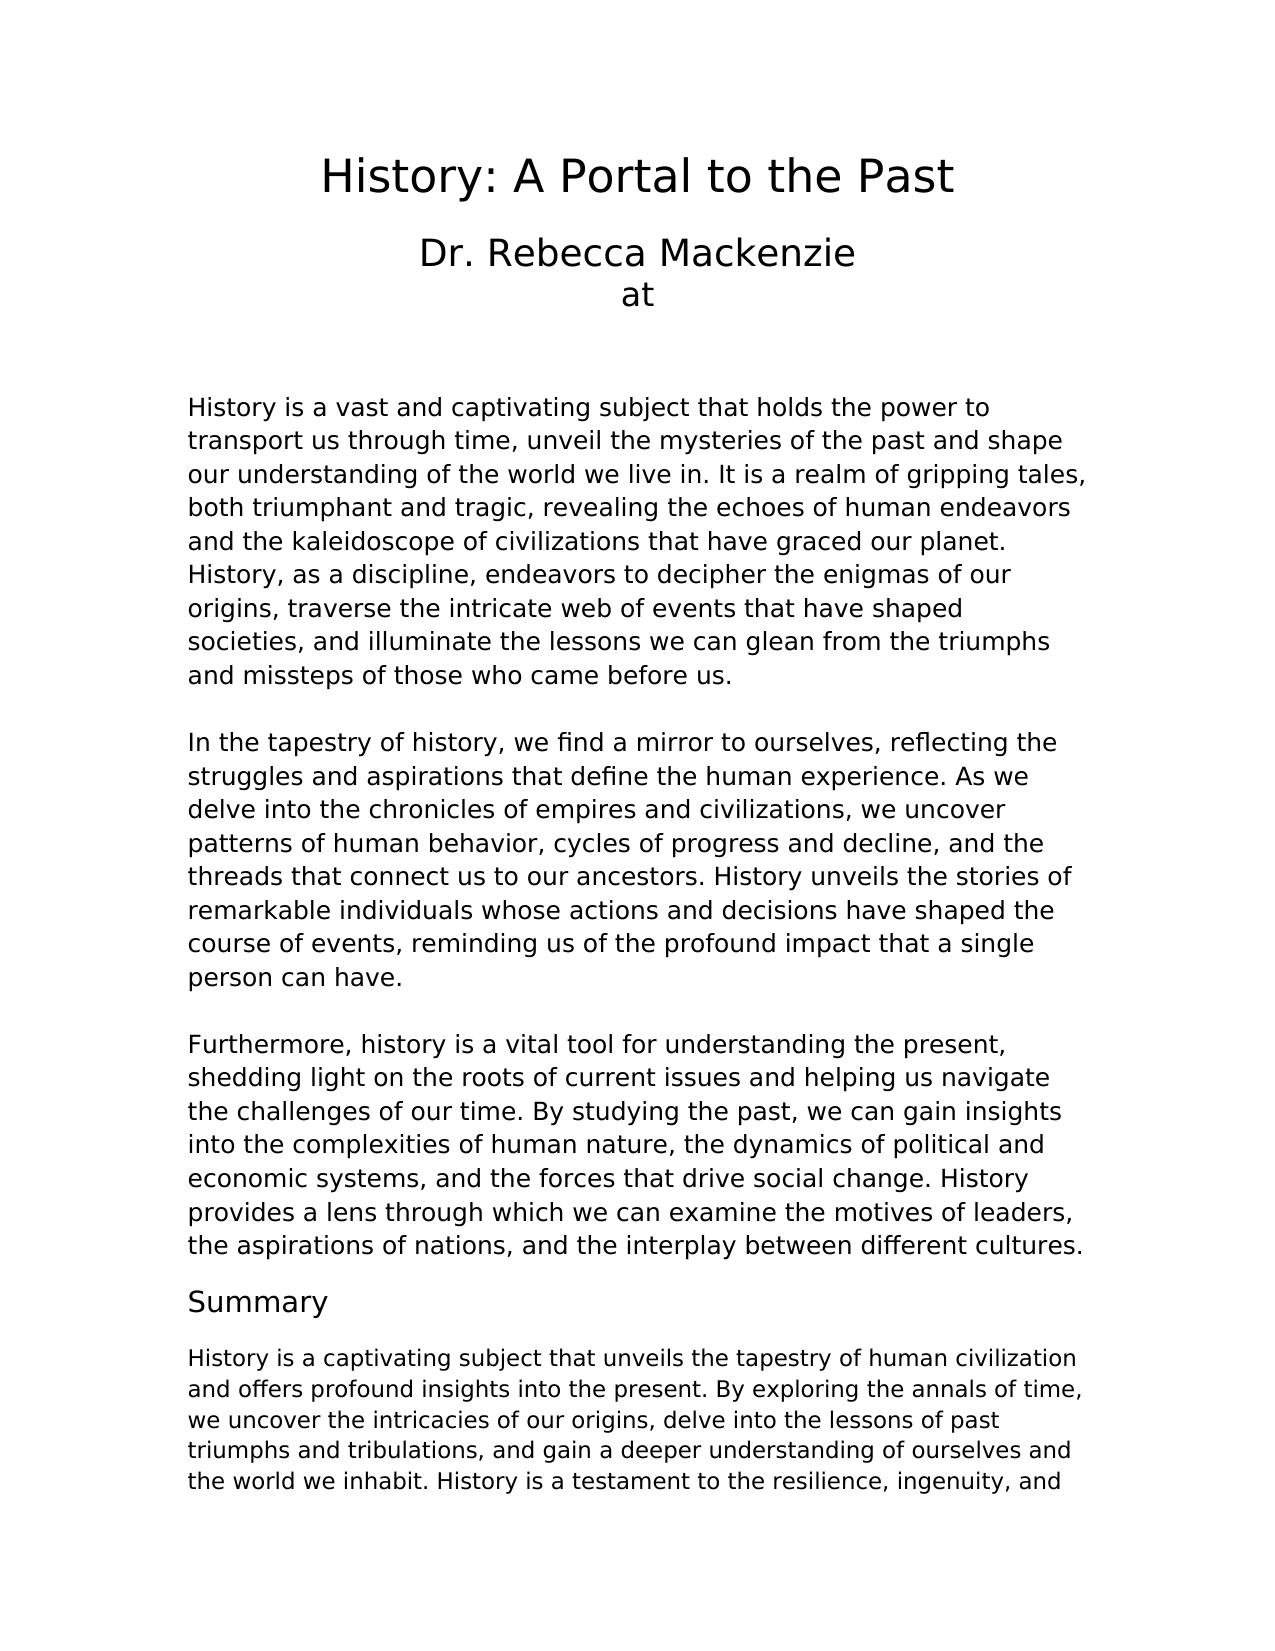 History: A Portal to the Past
Dr. Rebecca Mackenzie
at
History is a vast and captivating subject that holds the power to
transport us through time, unveil the mysteries of the past and shape
our understanding of the world we live in. It is a realm of gripping tales,
both triumphant and tragic, revealing the echoes of human endeavors
and the kaleidoscope of civilizations that have graced our planet.
History, as a discipline, endeavors to decipher the enigmas of our
origins, traverse the intricate web of events that have shaped
societies, and illuminate the lessons we can glean from the triumphs
and missteps of those who came before us.
In the tapestry of history, we find a mirror to ourselves, reflecting the
struggles and aspirations that define the human experience. As we
delve into the chronicles of empires and civilizations, we uncover
patterns of human behavior, cycles of progress and decline, and the
threads that connect us to our ancestors. History unveils the stories of
remarkable individuals whose actions and decisions have shaped the
course of events, reminding us of the profound impact that a single
person can have.
Furthermore, history is a vital tool for understanding the present,
shedding light on the roots of current issues and helping us navigate
the challenges of our time. By studying the past, we can gain insights
into the complexities of human nature, the dynamics of political and
economic systems, and the forces that drive social change. History
provides a lens through which we can examine the motives of leaders,
the aspirations of nations, and the interplay between different cultures.
Summary
History is a captivating subject that unveils the tapestry of human civilization
and offers profound insights into the present. By exploring the annals of time,
we uncover the intricacies of our origins, delve into the lessons of past
triumphs and tribulations, and gain a deeper understanding of ourselves and
the world we inhabit. History is a testament to the resilience, ingenuity, and